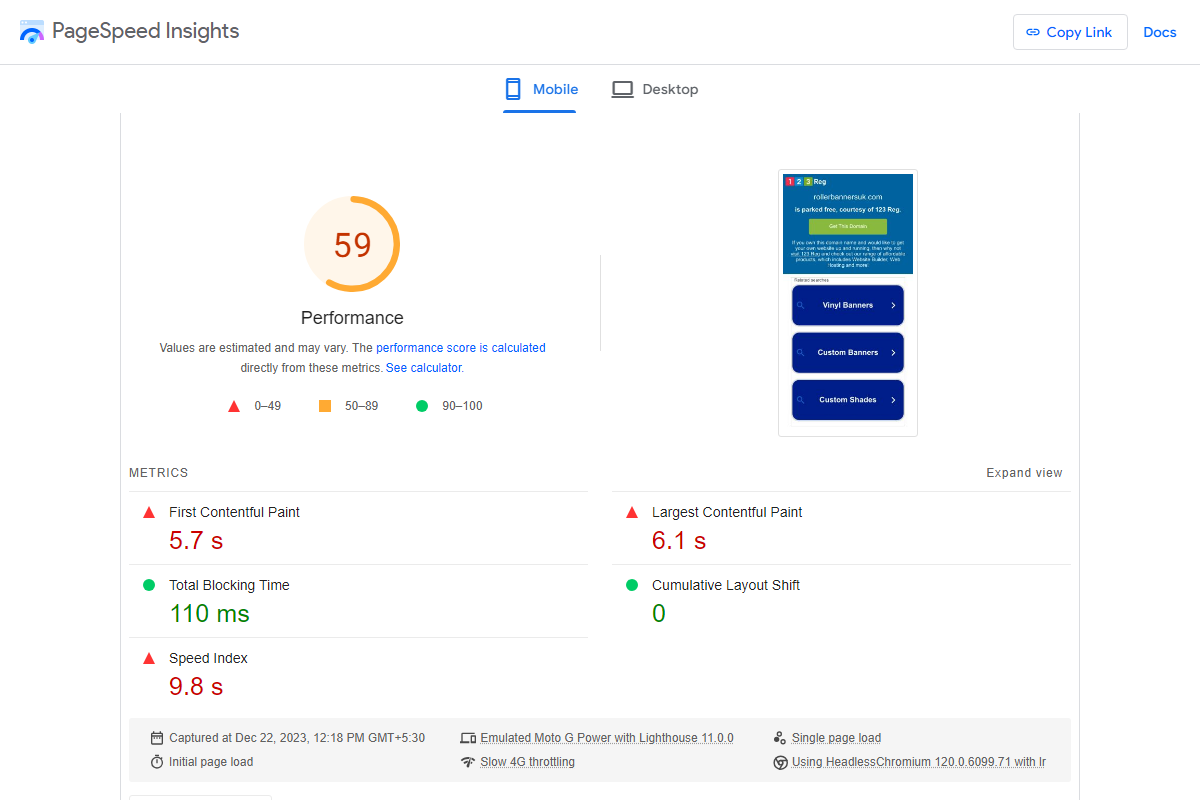 PageSpeed Insights
Copy Link
Docs
Mobile
Desktop
59
Performance
Values are estimated and may vary. The performance score is calculated
directly from these metrics. See calculator.
0–49
50–89
90–100
1 2 3 Reg
rollerbannersuk.com
is parked free, courtesy of 123 Reg.
Get This Domain
If you own this domain name and would like to get
your own website up and running, then why not
visit 123 Reg and check out our range of affordable
products, which includes Website Builder, Web
Hosting and more!
Related searches
Vinyl Banners
Custom Banners
Custom Shades
METRICS
Expand view
First Contentful Paint
5.7 s
Largest Contentful Paint
6.1 s
Total Blocking Time
110 ms
Cumulative Layout Shift
0
Speed Index
9.8 s
Captured at Dec 22, 2023, 12:18 PM GMT+5:30
Emulated Moto G Power with Lighthouse 11.0.0
Single page load
Initial page load
Slow 4G throttling
Using HeadlessChromium 120.0.6099.71 with lr